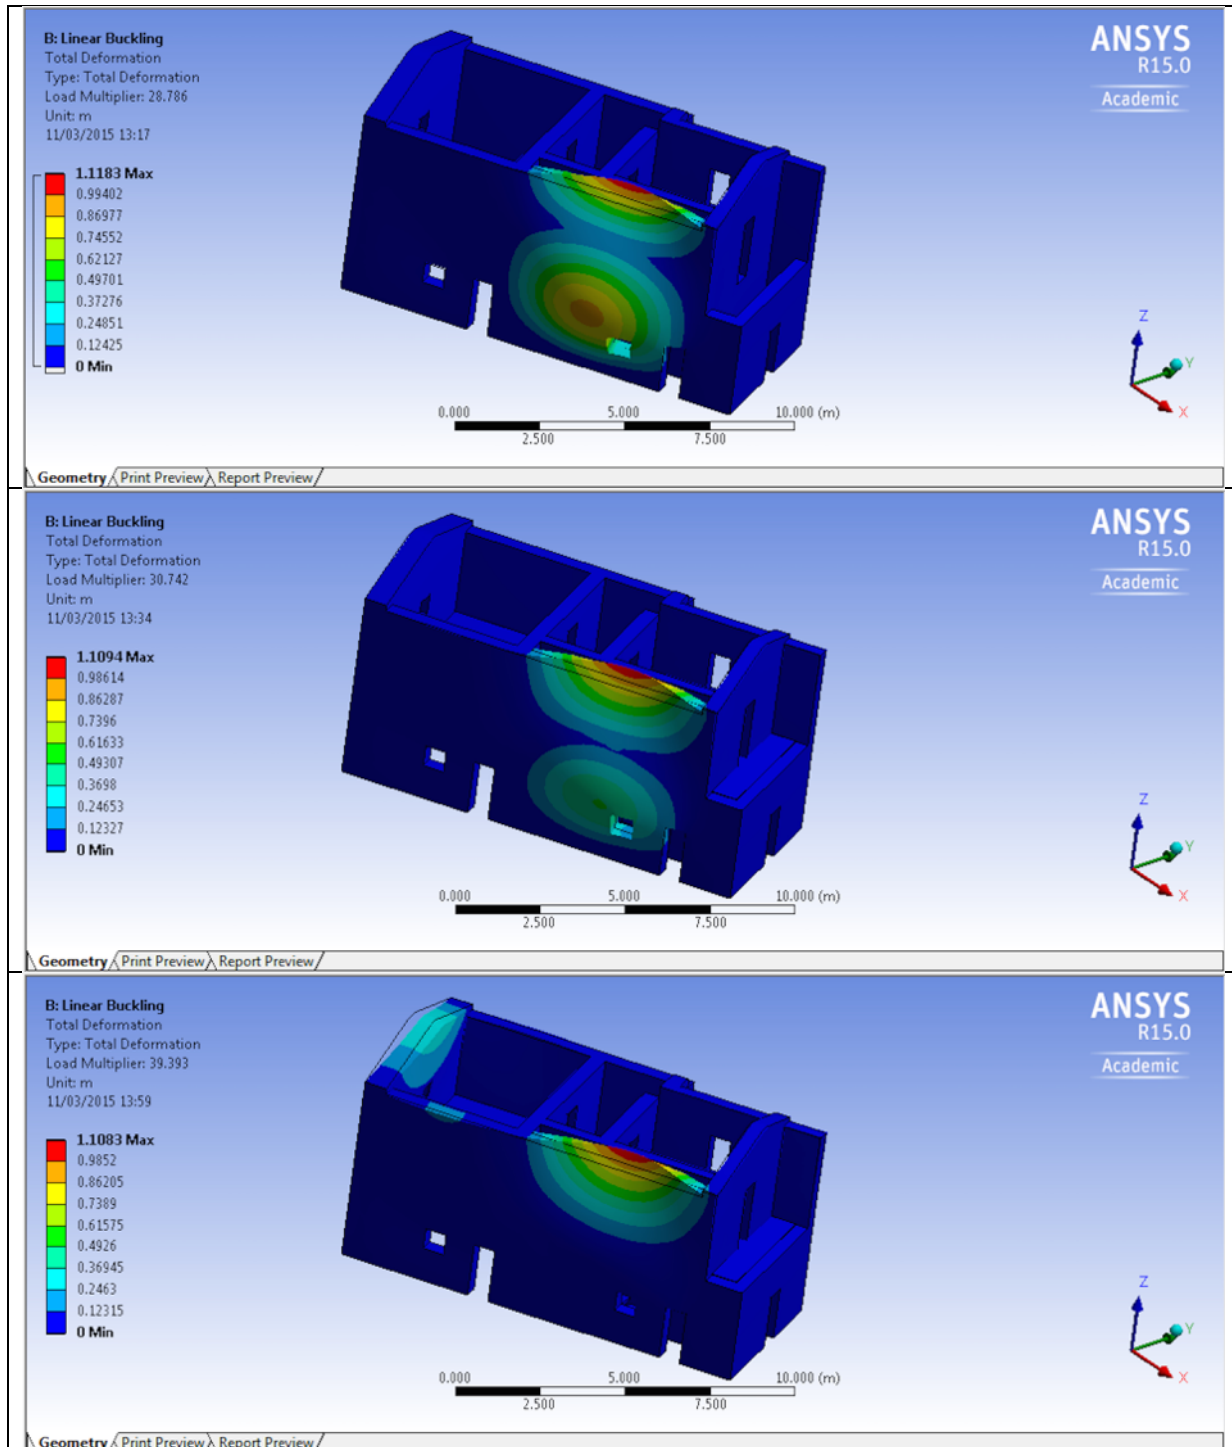 B: Linear Buckling
Total Deformation
Type: Total Deformation
Load Multiplier: 28.786
Unit: m
11/03/2015 13:17
1.1183 Max
0.99402
0.86977
0.74552
0.62127
0.49701
0.37276
0.24851
0.12425
0 Min
ANSYS
R15.0
Academic
Z
Y
X
0.000 5.000 10.000 (m)
2.500 7.500
Geometry Print Preview Report Preview
B: Linear Buckling
Total Deformation
Type: Total Deformation
Load Multiplier: 30.742
Unit: m
11/03/2015 13:34
1.1094 Max
0.98614
0.86287
0.7396
0.61633
0.49307
0.3698
0.24653
0.12327
0 Min
ANSYS
R15.0
Academic
Z
Y
X
0.000 5.000 10.000 (m)
2.500 7.500
Geometry Print Preview Report Preview
B: Linear Buckling
Total Deformation
Type: Total Deformation
Load Multiplier: 39.393
Unit: m
11/03/2015 13:59
1.1083 Max
0.9852
0.86205
0.7389
0.61575
0.4926
0.36945
0.2463
0.12315
0 Min
ANSYS
R15.0
Academic
Z
Y
X
0.000 5.000 10.000 (m)
2.500 7.500
Geometry Print Preview Report Preview